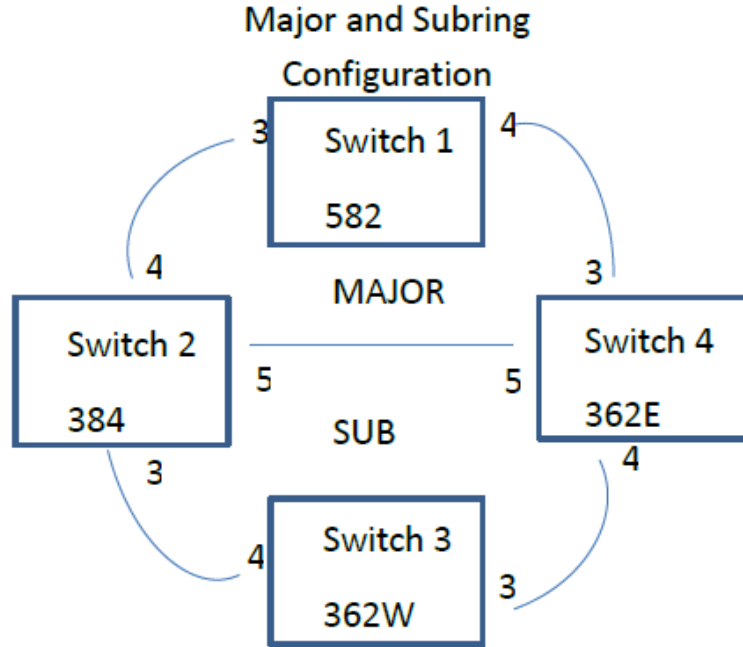 Major and Subring
Configuration
3
Switch 1
4
582
4
3
MAJOR
Switch 2
Switch 4
5
5
384
362E
SUB
3
4
Switch 3
4
3
362W